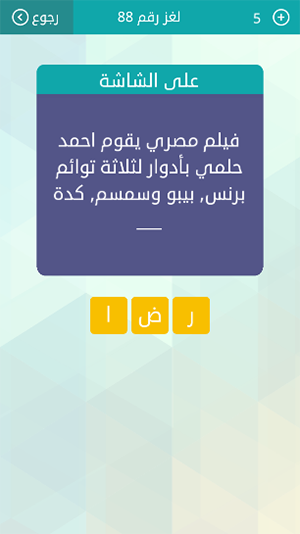 رجوع لغز رقم 88 5
على الشاشة
فيلم مصري يقوم احمد
حلمي بأدوار لثلاثة توائم
برنس, بيبو وسمسم, كدة
___
ر ض ا